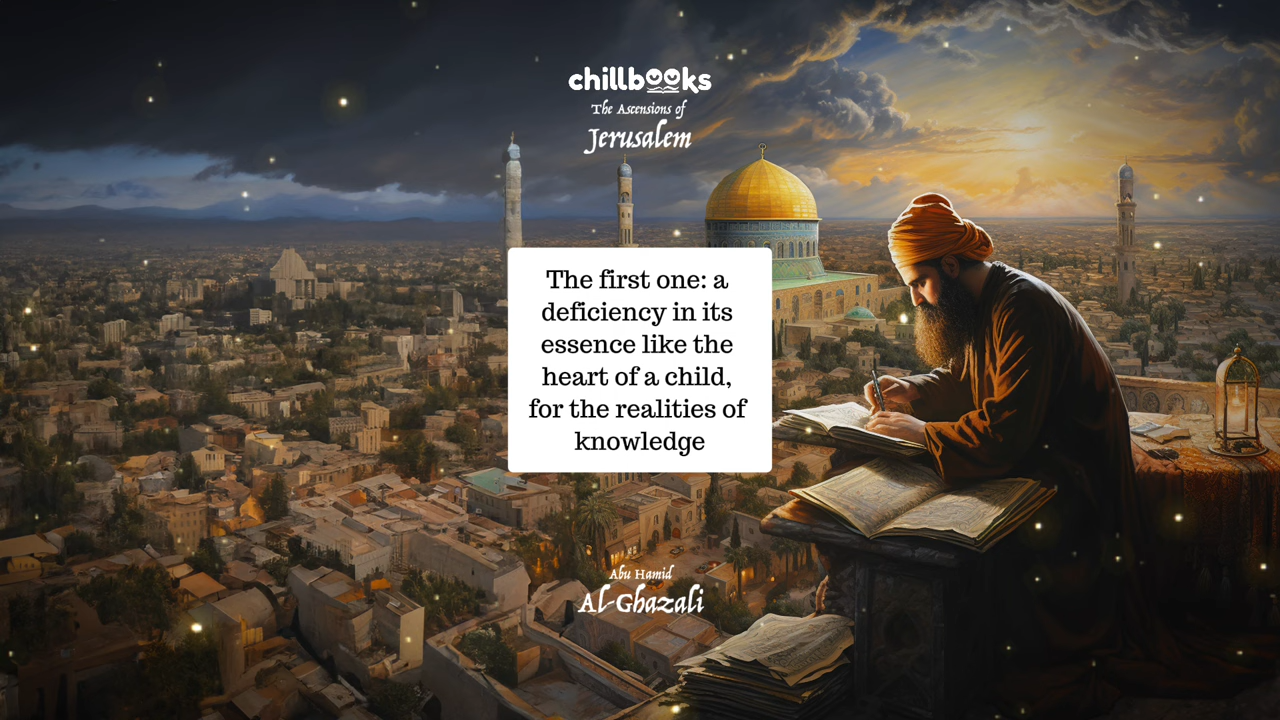 chillbooks
The Ascensions of
Jerusalem
The first one: a
deficiency in its
essence like the
heart of a child,
for the realities of
knowledge
Abu Hamid
Al-Ghazali